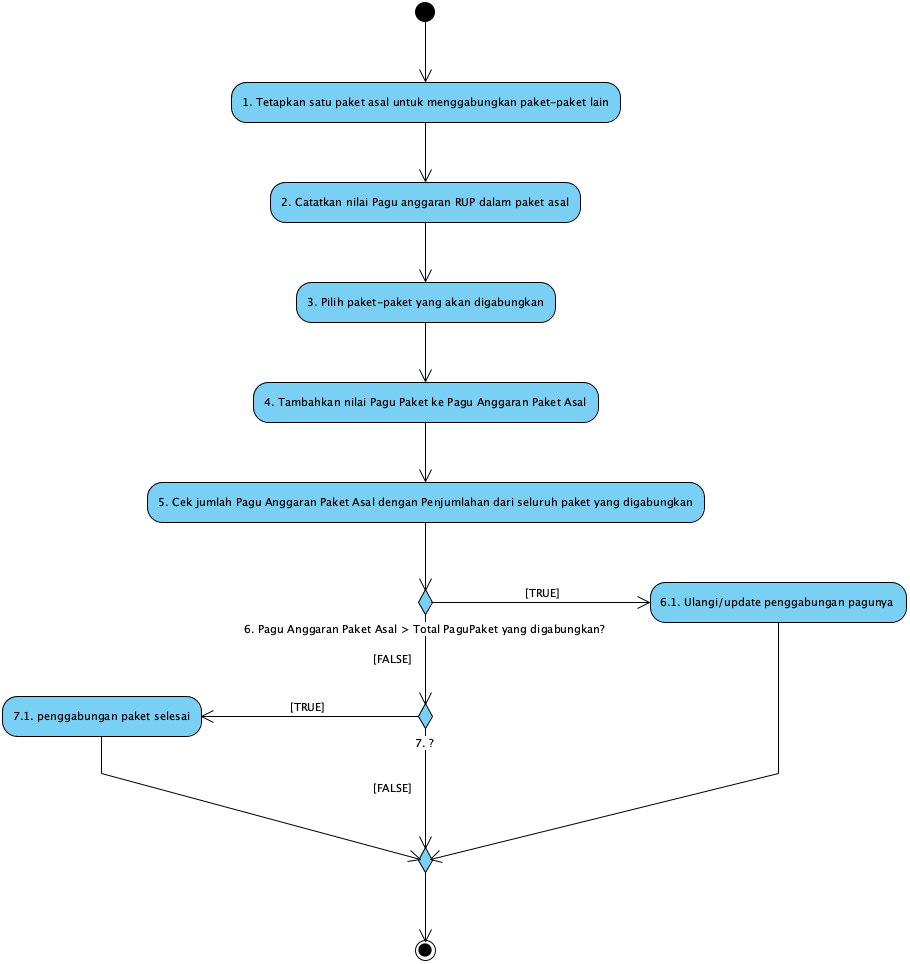 1. Tetapkan satu paket asal untuk menggabungkan paket-paket lain
2. Catatkan nilai Pagu anggaran RUP dalam paket asal
3. Pilih paket-paket yang akan digabungkan
4. Tambahkan nilai Pagu Paket ke Pagu Anggaran Paket Asal
5. Cek jumlah Pagu Anggaran Paket Asal dengan Penjumlahan dari seluruh paket yang digabungkan
[TRUE]
6.1. Ulangi/update penggabungan pagunya
6. Pagu Anggaran Paket Asal > Total PaguPaket yang digabungkan?
[FALSE]
[TRUE]
7.1. penggabungan paket selesai
7. ?
[FALSE]